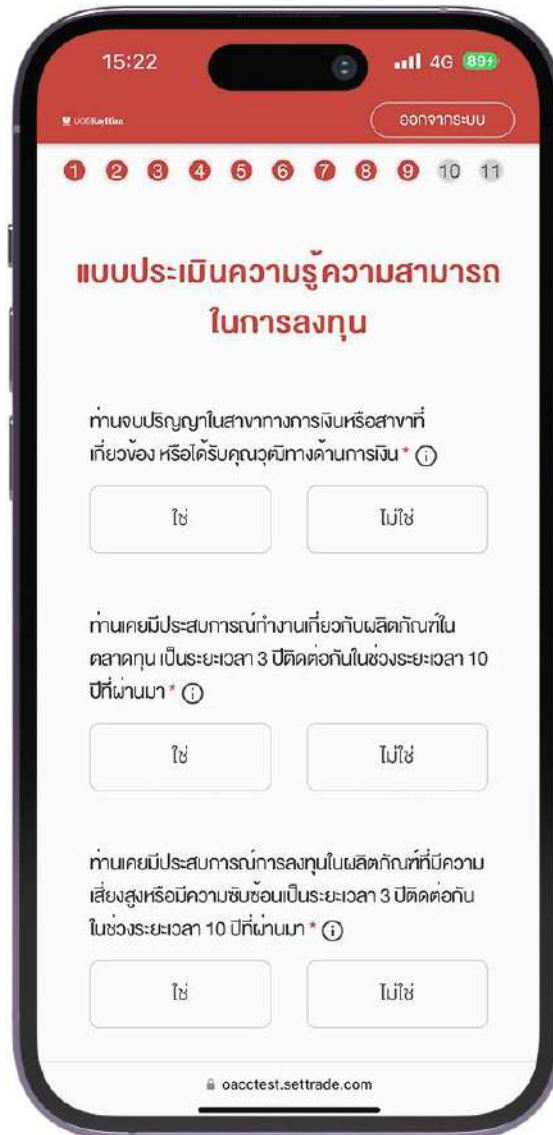 15:22
4G 89
UOBKayHian
ออกจากระบบ
1 2 3 4 5 6 7 8 9 10 11
แบบประเมินความรู้ความสามารถ
ในการลงทุน
ท่านจบปริญญาในสาขาทางการเงินหรือสาขาที่
เกี่ยวข้อง หรือได้รับคุณวุฒิทางด้านการเงิน *
ใช่ ไม่ใช่
ท่านเคยมีประสบการณ์ทำงานเกี่ยวกับผลิตภัณฑ์ใน
ตลาดทุน เป็นระยะเวลา 3 ปีติดต่อกันในช่วงระยะเวลา 10
ปีที่ผ่านมา *
ใช่ ไม่ใช่
ท่านเคยมีประสบการณ์การลงทุนในผลิตภัณฑ์ที่มีความ
เสี่ยงสูงหรือมีความซับซ้อนเป็นระยะเวลา 3 ปีติดต่อกัน
ในช่วงระยะเวลา 10 ปีที่ผ่านมา *
ใช่ ไม่ใช่
oacctest.settrade.com